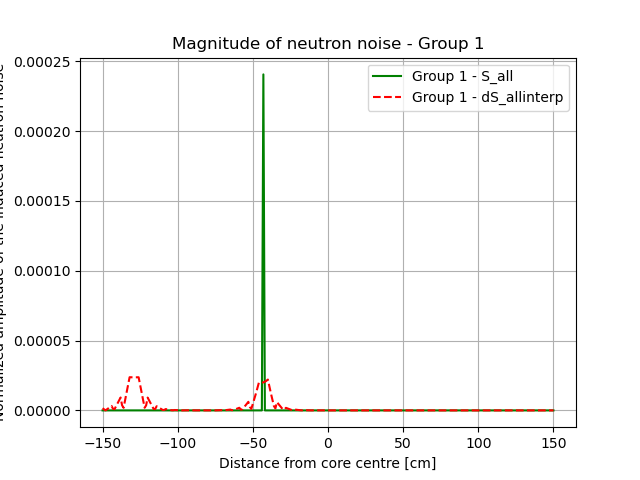 Magnitude of neutron noise - Group 1
Normalized amplitude of the induced neutron noise
0.00025
0.00020
0.00015
0.00010
0.00005
0.00000
Group 1 - S_all
Group 1 - dS_allinterp
−150
−100
−50
0
50
100
150
Distance from core centre [cm]